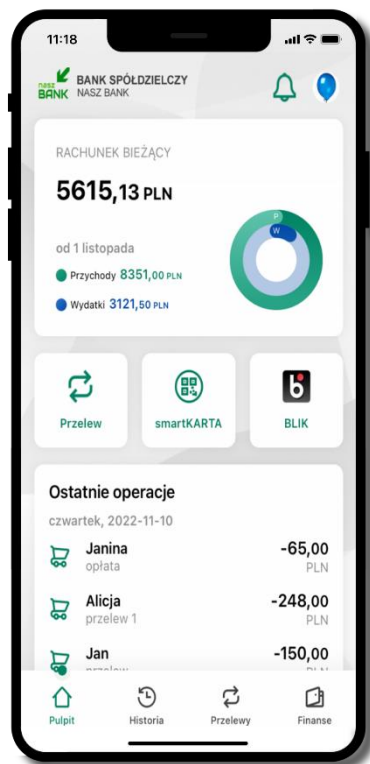 11:18
nasz BANK
BANK SPÓŁDZIELCZY
NASZ BANK
RACHUNEK BIEŻĄCY
5615,13 PLN
od 1 listopada
Przychody 8351,00 PLN
Wydatki 3121,50 PLN
P
W
Przelew
smartKARTA
BLIK
Ostatnie operacje
czwartek, 2022-11-10
Janina -65,00
opłata PLN
Alicja -248,00
przelew 1 PLN
Jan -150,00
przelew PLN
Pulpit Historia Przelewy Finanse